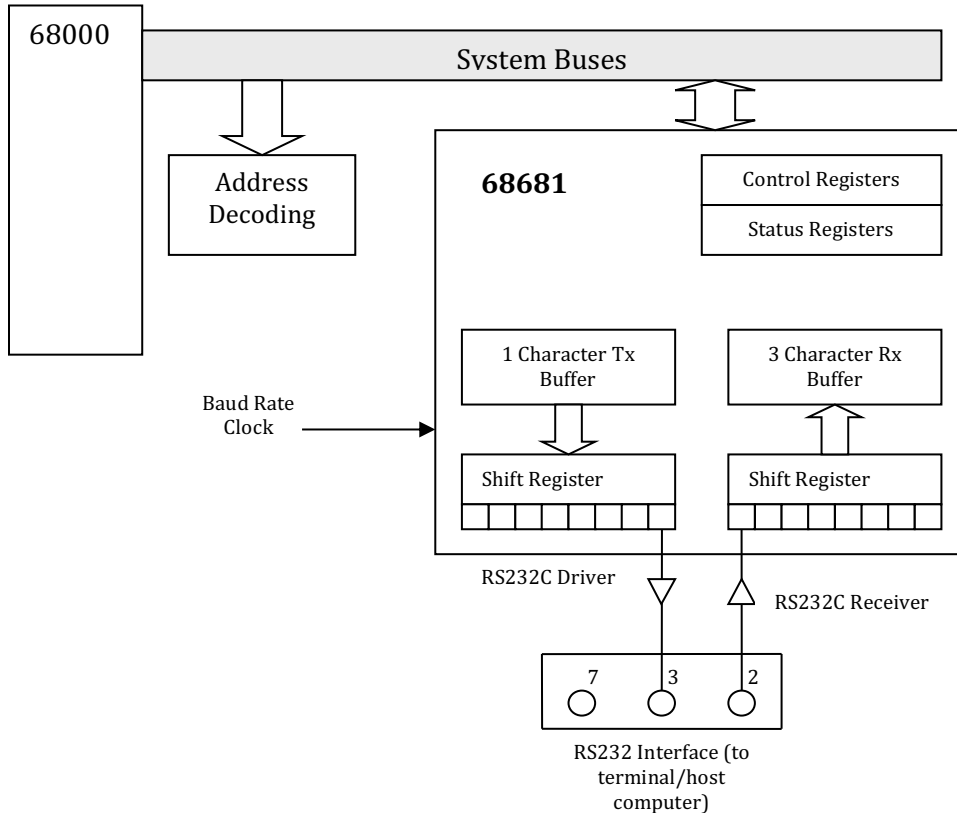 68000
System Buses
Address
Decoding
68681
Control Registers
Status Registers
1 Character Tx
Buffer
3 Character Rx
Buffer
Baud Rate
Clock
Shift Register
Shift Register
RS232C Driver
RS232C Receiver
7
3
2
RS232 Interface (to
terminal/host
computer)